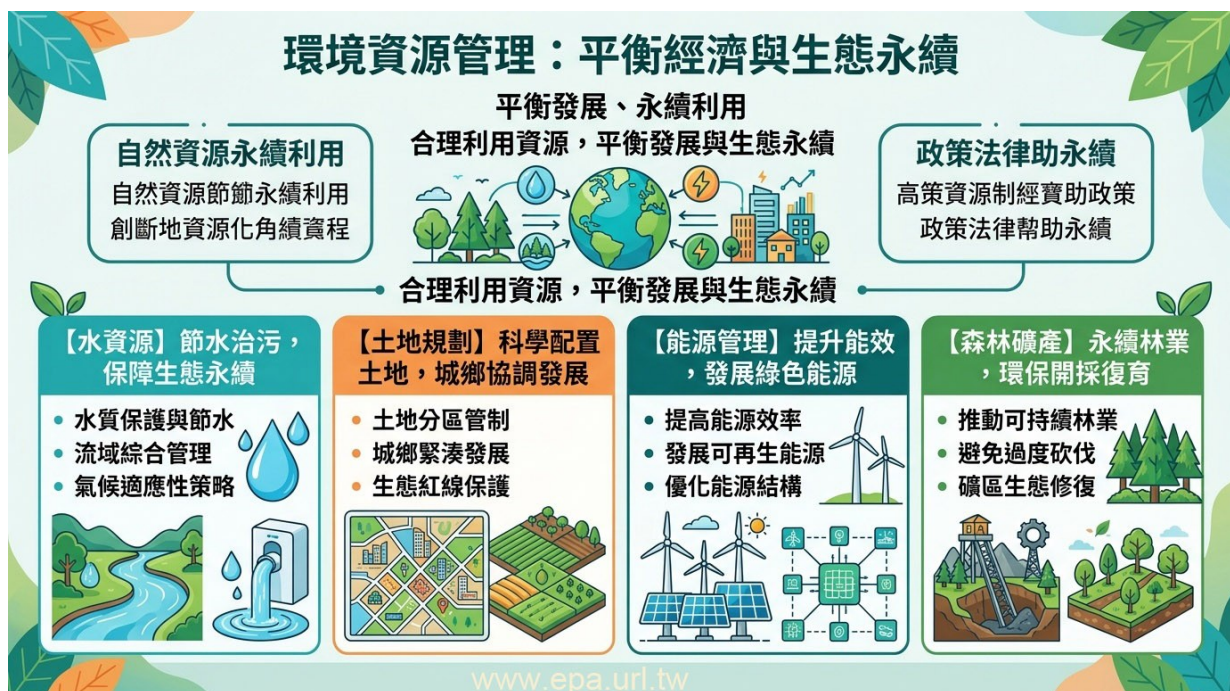 環境資源管理：平衡經濟與生態永續
平衡發展、永續利用
合理利用資源，平衡發展與生態永續
自然資源永續利用
自然資源節節永續利用
創斷地資源化角續資程
政策法律助永續
高策資源制經寶助政策
政策法律帮助永續
合理利用資源，平衡發展與生態永續
【水資源】節水治污，
保障生態永續
水質保護與節水
流域綜合管理
氣候適應性策略
【土地規劃】科學配置
土地，城鄉協調發展
土地分區管制
城鄉緊湊發展
生態紅線保護
【能源管理】提升能效
，發展綠色能源
提高能源效率
發展可再生能源
優化能源結構
【森林礦產】永續林業
，環保開採復育
推動可持續林業
避免過度砍伐
礦區生態修復
www.epa.url.tw